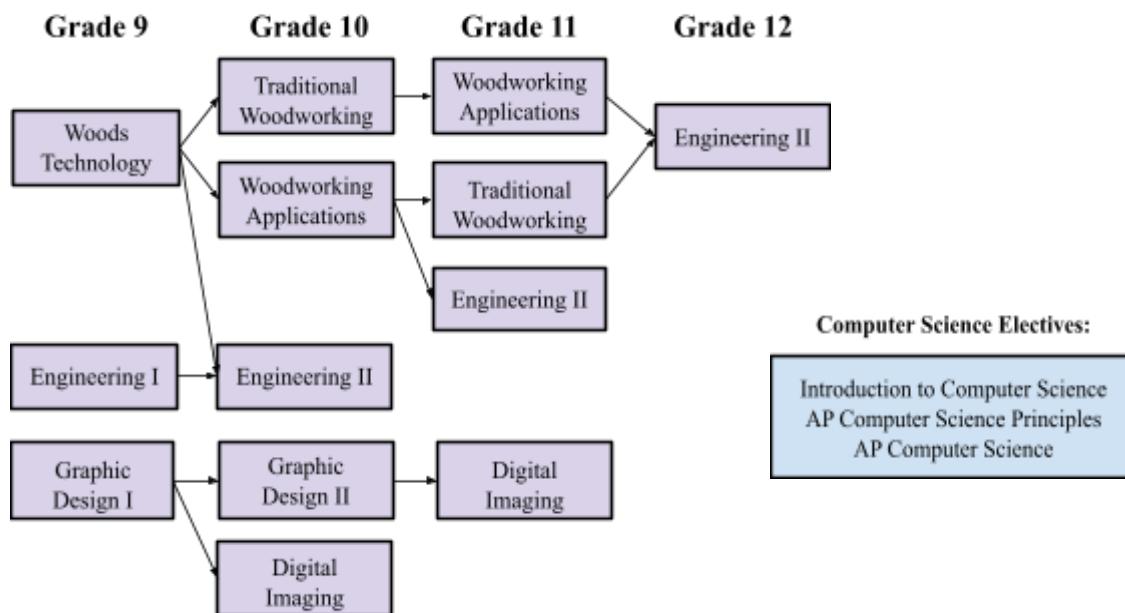 Grade 9
Grade 10
Grade 11
Grade 12
Woods
Technology
Traditional
Woodworking
Woodworking
Applications
Engineering II
Woodworking
Applications
Traditional
Woodworking
Engineering II
Engineering I
Engineering II
Graphic
Design I
Graphic
Design II
Digital
Imaging
Digital
Imaging
Computer Science Electives:
Introduction to Computer Science
AP Computer Science Principles
AP Computer Science